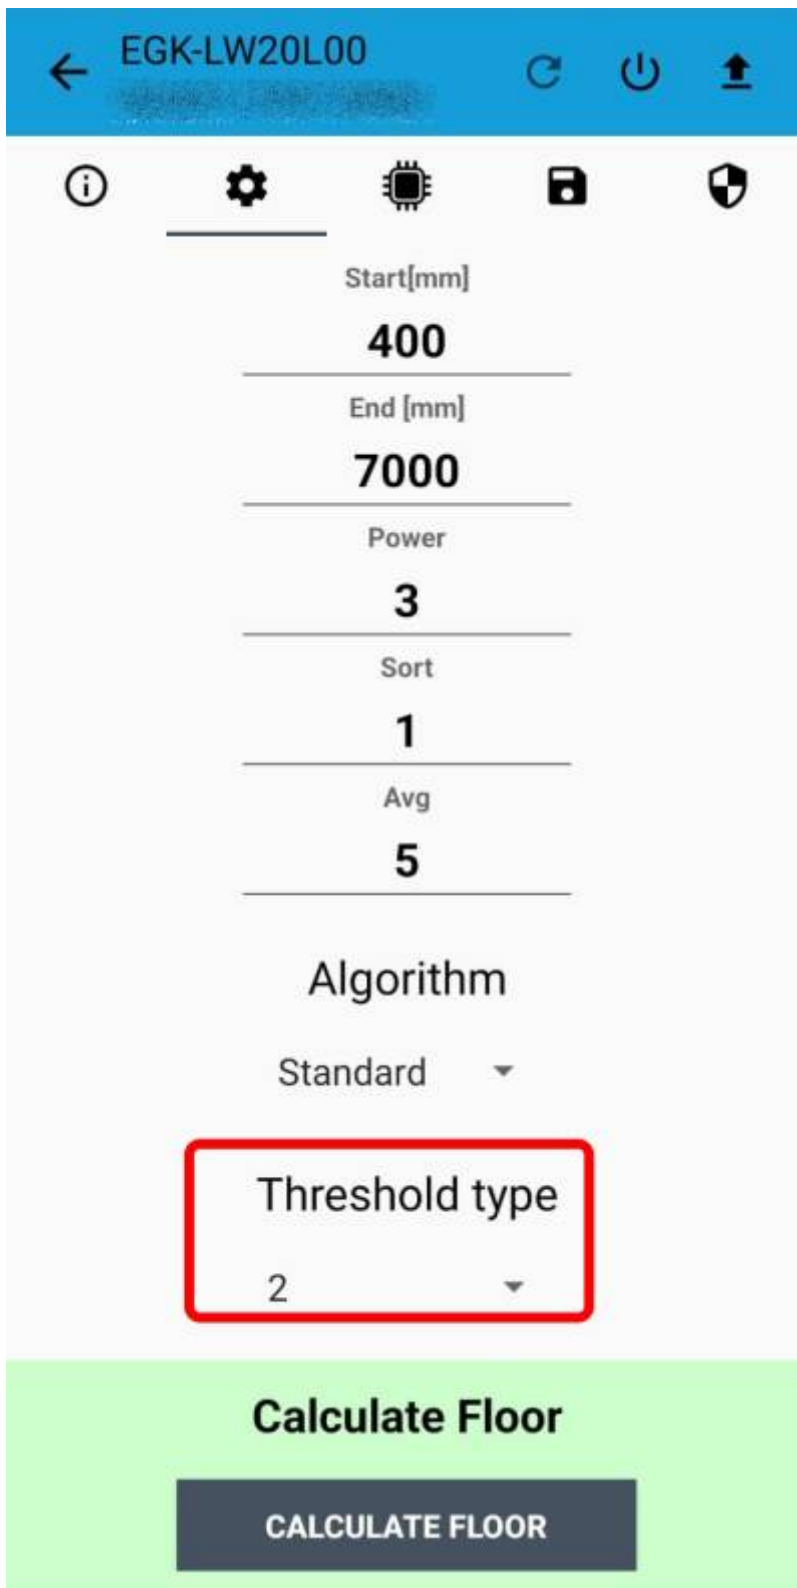 EGK-LW20L00
Start[mm]
400
End [mm]
7000
Power
3
Sort
1
Avg
5
Algorithm
Standard
Threshold type
2
Calculate Floor
CALCULATE FLOOR